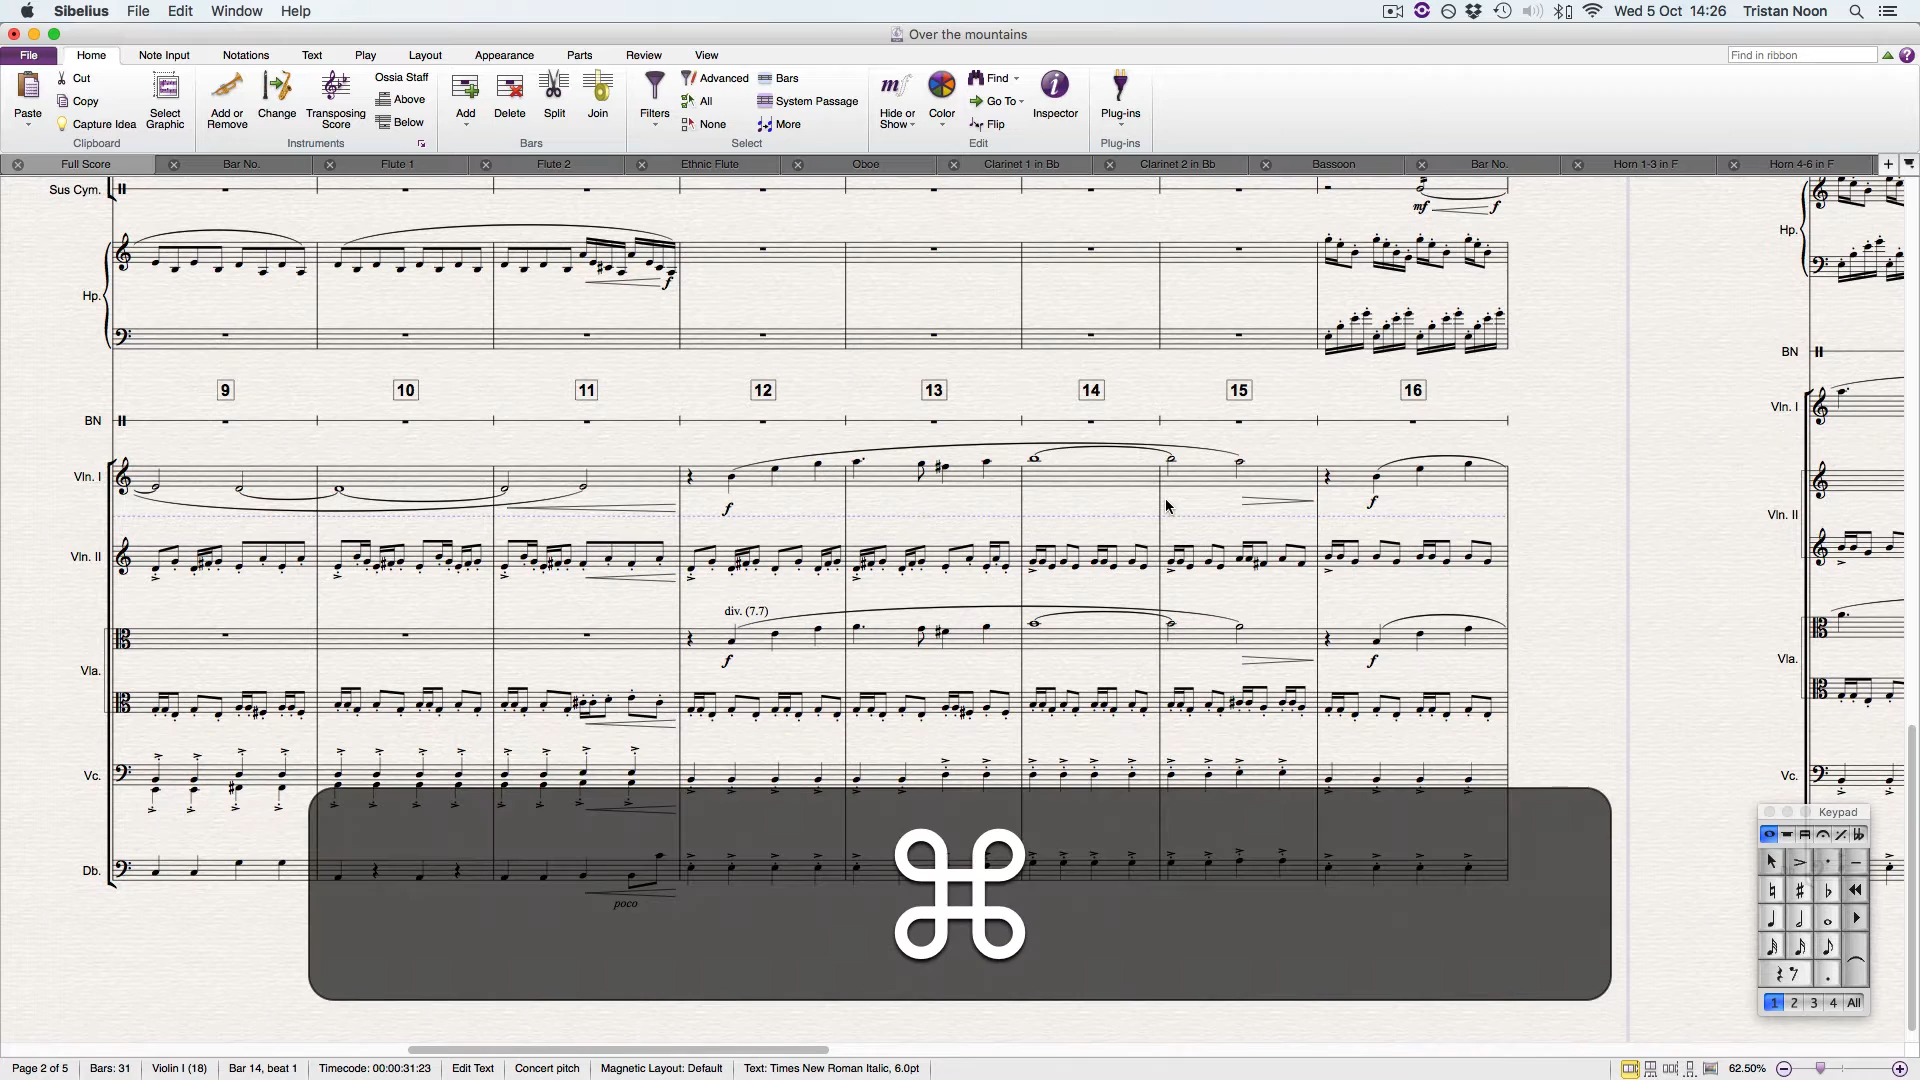 Sibelius File Edit Window Help Wed 5 Oct 14:26 Tristan Noon
Over the mountains
File Home Note Input Notations Text Play Layout Appearance Parts Review View Find in ribbon
Paste Cut Copy Capture Idea Select Graphic Clipboard
Add or Remove Change Transposing Score Ossia Staff Above Below Instruments
Add Delete Split Join Bars
Filters Advanced All None Bars System Passage More Select
Hide or Show Color Find Go To Flip Inspector Edit
Plug-ins Plug-ins
Full Score Bar No. Flute 1 Flute 2 Ethnic Flute Oboe Clarinet 1 in Bb Clarinet 2 in Bb Bassoon Bar No. Horn 1-3 in F Horn 4-6 in F
Sus Cym.
mf f
Hp.
f
Hp.
9 10 11 12 13 14 15 16
BN
BN
Vln. I
Vln. I
f f
Vln. II
Vln. II
div. (7.7)
f f
Vla.
Vla.
Vc.
Vc.
Db.
poco
⌘
Keypad
1 2 3 4 All
Page 2 of 5 Bars: 31 Violin I (18) Bar 14, beat 1 Timecode: 00:00:31:23 Edit Text Concert pitch Magnetic Layout: Default Text: Times New Roman Italic, 6.0pt 62.50%